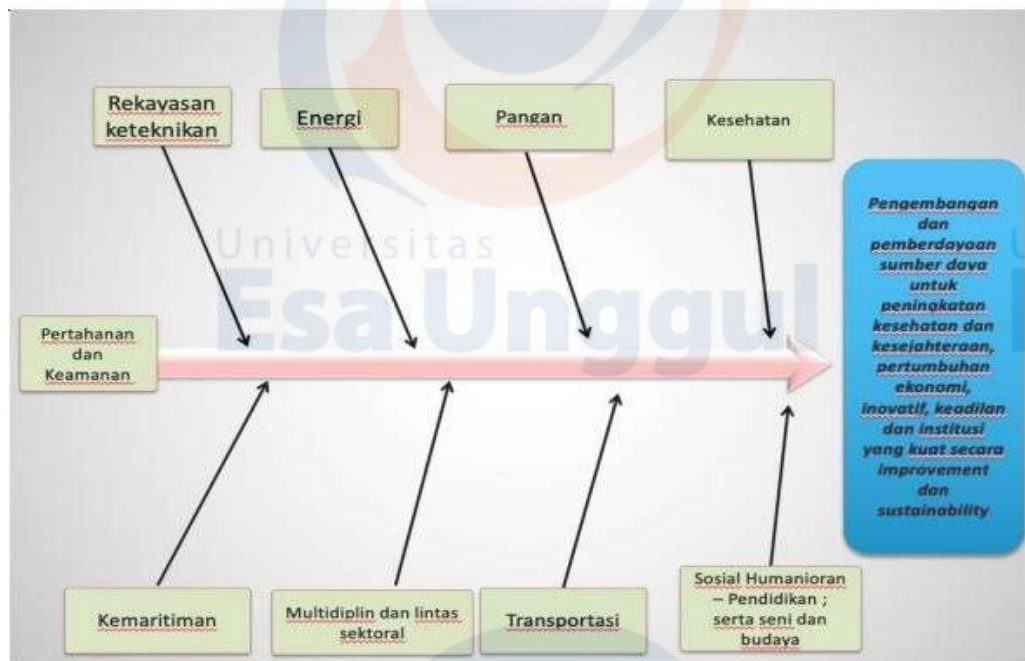 Rekayasan
keteknikan
Energi
Pangan
Kesehatan
Universitas
Esa Unggul
Pertahanan
dan
Keamanan
Pengembangan
dan
pemberdayaan
sumber daya
untuk
peningkatan
kesehatan dan
kesejahteraan,
pertumbuhan
ekonomi,
inovatif, keadilan
dan institusi
yang kuat secara
improvement
dan
sustainability
Kemaritiman
Multidiplin dan lintas
sektoral
Transportasi
Sosial Humanioran
– Pendidikan ;
serta seni dan
budaya